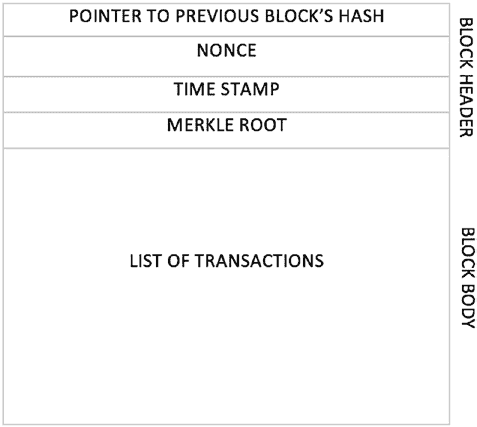 POINTER TO PREVIOUS BLOCK’S HASH
NONCE
TIME STAMP
MERKLE ROOT
BLOCK HEADER
LIST OF TRANSACTIONS
BLOCK BODY